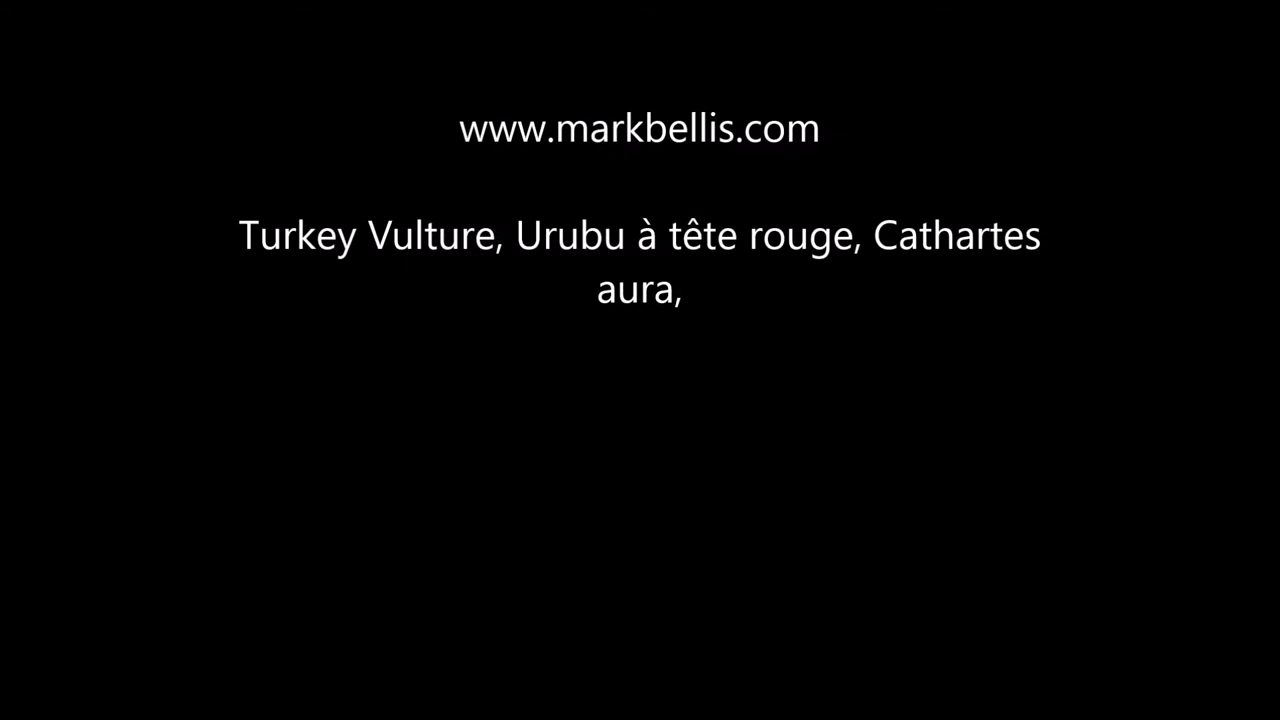 www.markbellis.com
Turkey Vulture, Urubu à tête rouge, Cathartes
aura,